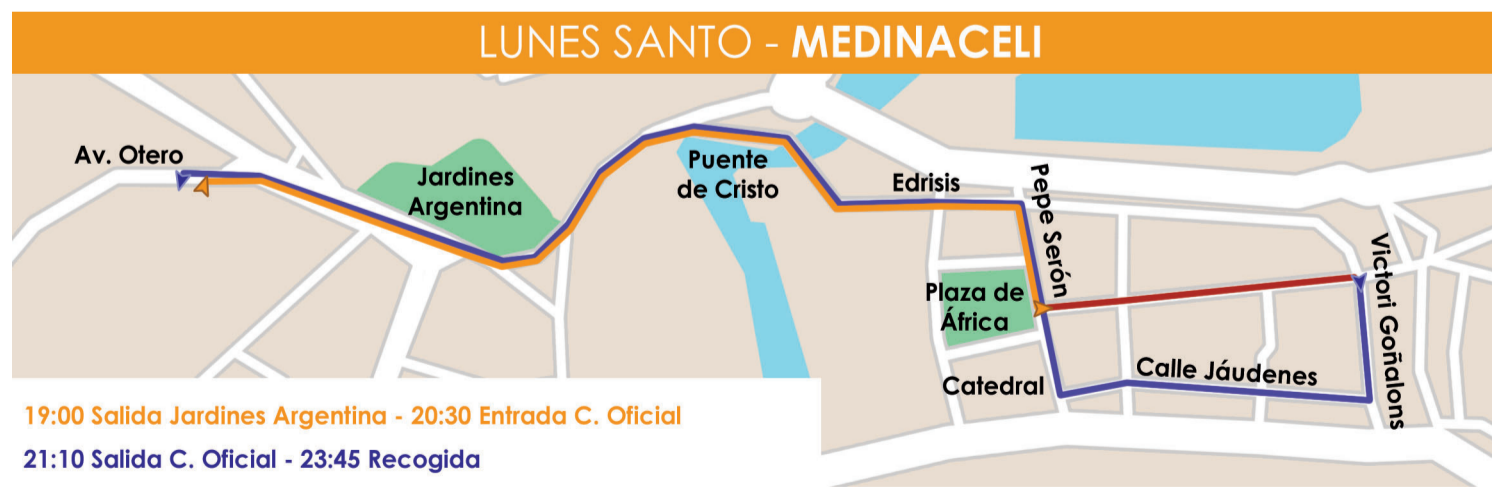 LUNES SANTO - MEDINACELI
Av. Otero
Jardines
Argentina
Puente
de Cristo
Edrisis
Pepe Serón
Plaza de
África
Catedral
Calle Jáudenes
Victori Goñalons
19:00 Salida Jardines Argentina - 20:30 Entrada C. Oficial
21:10 Salida C. Oficial - 23:45 Recogida